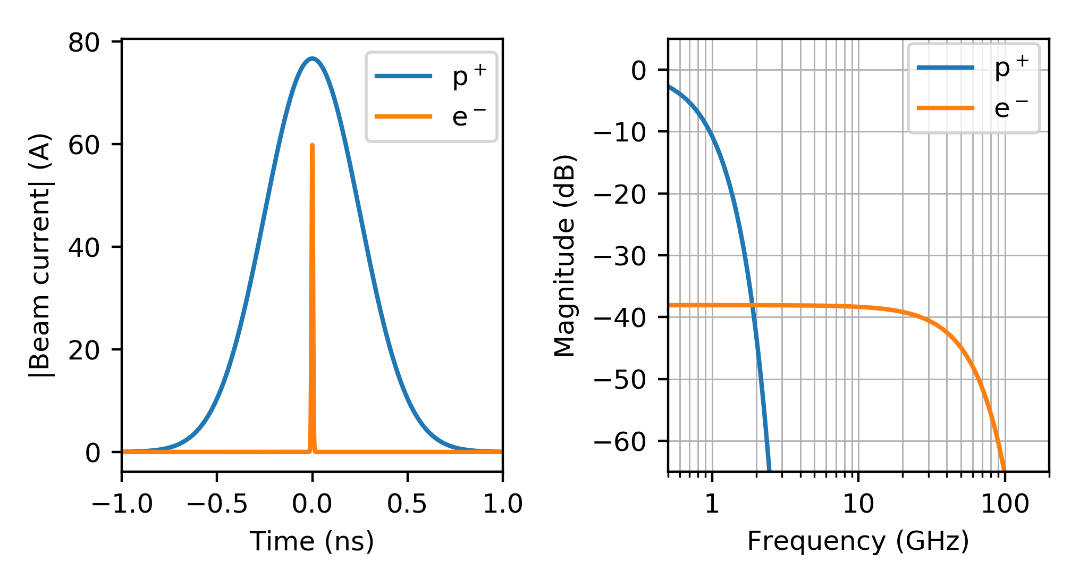 |Beam current| (A)
80
60
40
20
0
−1.0 −0.5 0.0 0.5 1.0
Time (ns)
p⁺
e⁻
Magnitude (dB)
0
−10
−20
−30
−40
−50
−60
1 10 100
Frequency (GHz)
p⁺
e⁻